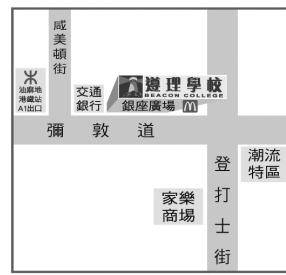 咸美頓街
油麻地
港鐵站
A1出口
交通
銀行
遵理學校
BEACON COLLEGE
銀座廣場
彌敦道
登打士街
潮流
特區
家樂
商場